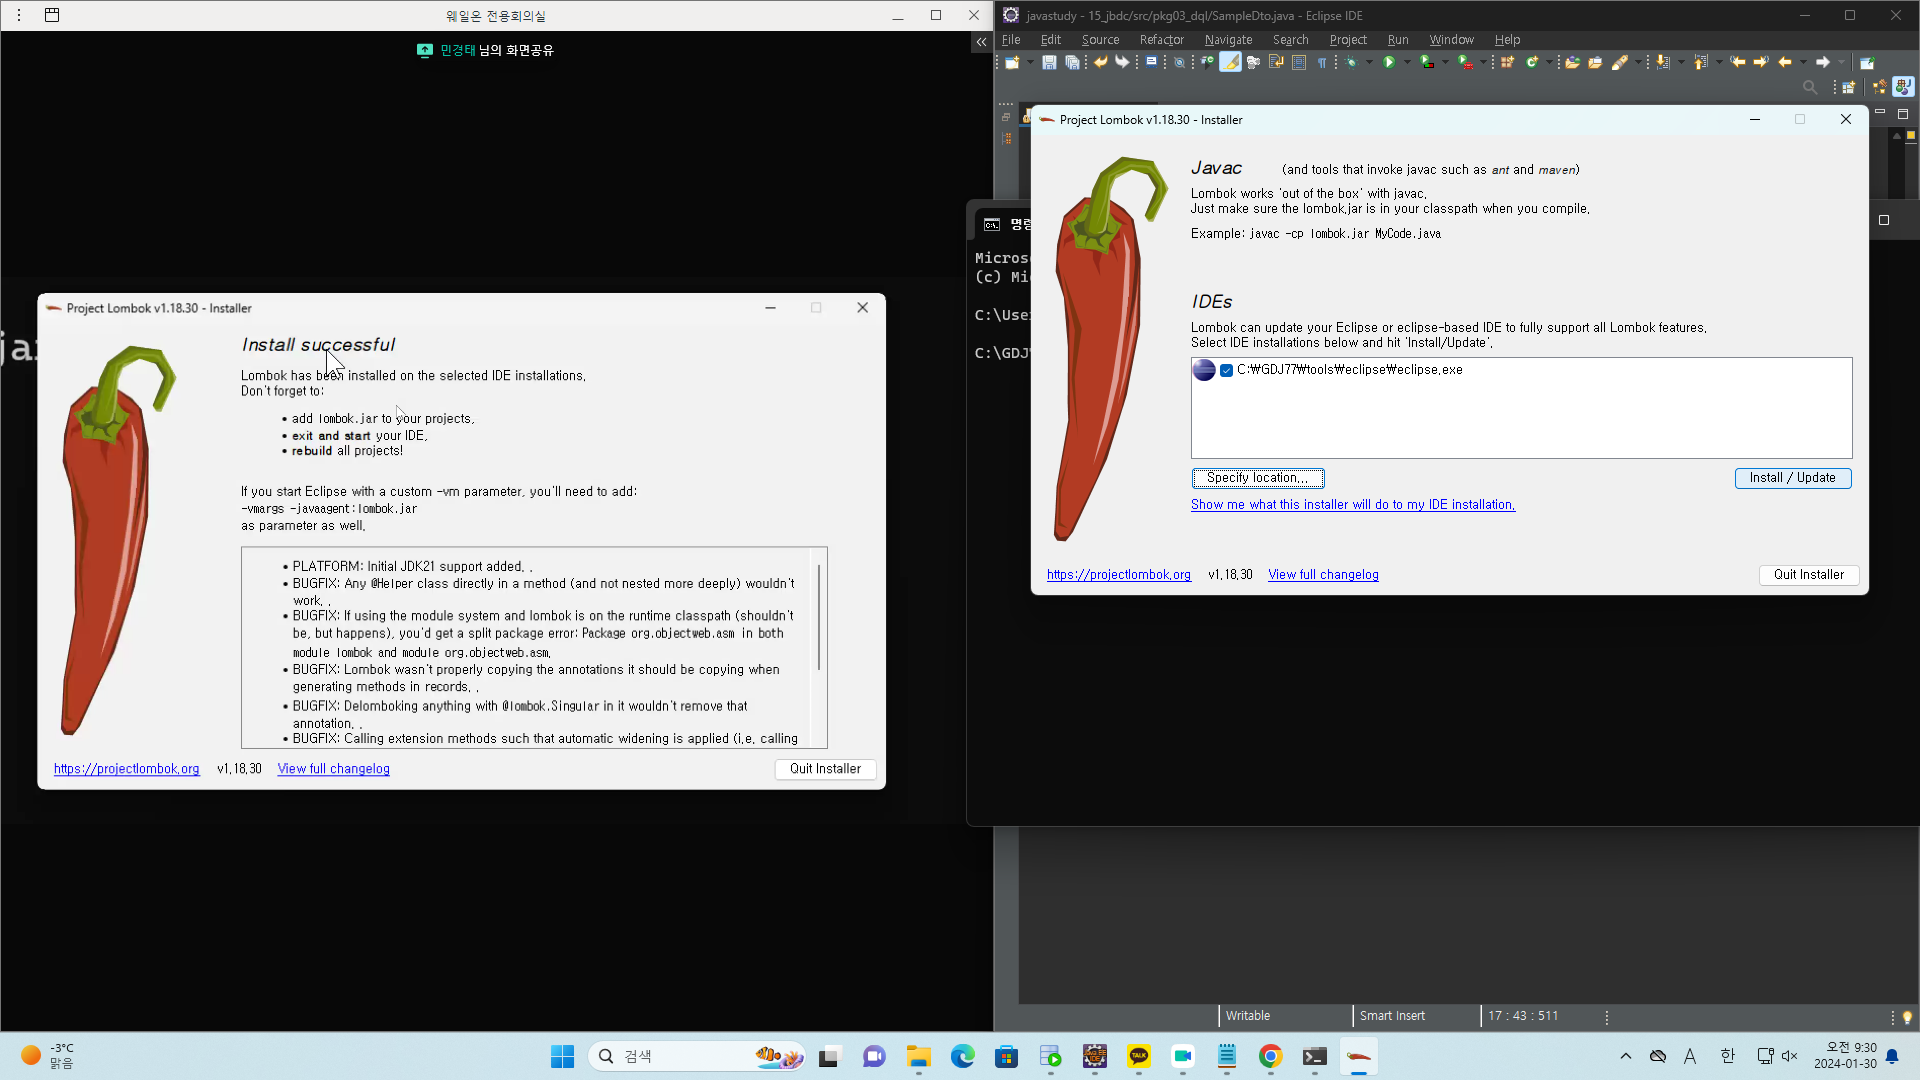 웨일온 전용회의실
민경태 님의 화면공유
Project Lombok v1.18.30 - Installer
Install successful
Lombok has been installed on the selected IDE installations.
Don't forget to:
• add lombok.jar to your projects,
• exit and start your IDE,
• rebuild all projects!
If you start Eclipse with a custom -vm parameter, you'll need to add:
-vmargs -javaagent:lombok.jar
as parameter as well.
• PLATFORM: Initial JDK21 support added. .
• BUGFIX: Any @Helper class directly in a method (and not nested more deeply) wouldn't
work. .
• BUGFIX: If using the module system and lombok is on the runtime classpath (shouldn't
be, but happens), you'd get a split package error: Package org.objectweb.asm in both
module lombok and module org.objectweb.asm.
• BUGFIX: Lombok wasn't properly copying the annotations it should be copying when
generating methods in records. .
• BUGFIX: Delomboking anything with @lombok.Singular in it wouldn't remove that
annotation. .
• BUGFIX: Calling extension methods such that automatic widening is applied (i.e. calling
https://projectlombok.org v1.18.30 View full changelog Quit Installer
javastudy - 15_jbdc/src/pkg03_dql/SampleDto.java - Eclipse IDE
File Edit Source Refactor Navigate Search Project Run Window Help
Project Lombok v1.18.30 - Installer
Javac (and tools that invoke javac such as ant and maven)
Lombok works 'out of the box' with javac.
Just make sure the lombok.jar is in your classpath when you compile.
Example: javac -cp lombok.jar MyCode.java
IDEs
Lombok can update your Eclipse or eclipse-based IDE to fully support all Lombok features.
Select IDE installations below and hit 'Install/Update'.
C:₩GDJ77₩tools₩eclipse₩eclipse.exe
Specify location... Install / Update
Show me what this installer will do to my IDE installation.
https://projectlombok.org v1.18.30 View full changelog Quit Installer
(c)
Writable Smart Insert 17 : 43 : 511
-3°C
맑음
검색
TALK
A 한
오전 9:30
2024-01-30